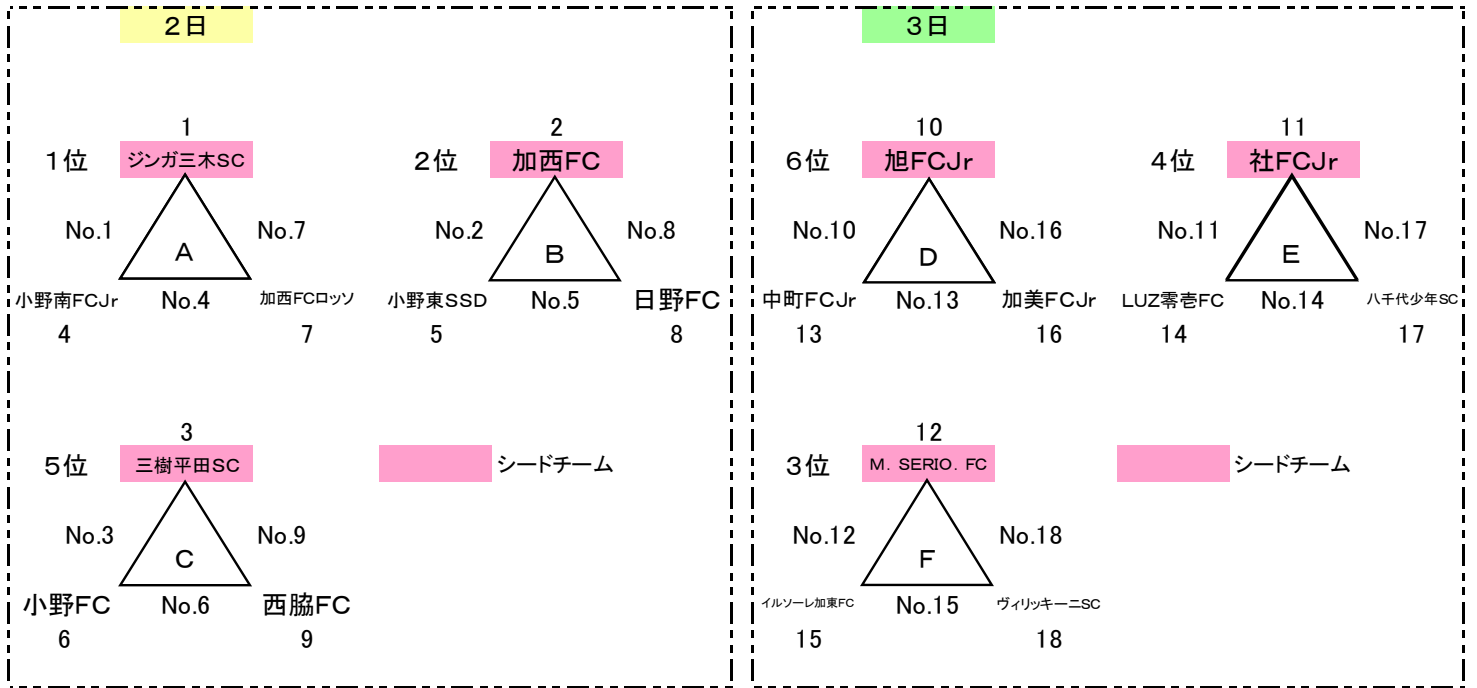 ２日
1
2
1位
ジンガ三木SC
2位
加西FC
No.1
No.7
No.2
No.8
A
B
小野南FCJr
No.4
加西FCロッソ
小野東SSD
No.5
日野FC
4
7
5
8
3
5位
三樹平田SC
シードチーム
No.3
No.9
C
小野FC
No.6
西脇FC
6
9
３日
10
11
6位
旭FCJr
4位
社FCJr
No.10
No.16
No.11
No.17
D
E
中町FCJr
No.13
加美FCJr
LUZ零壱FC
No.14
八千代少年SC
13
16
14
17
12
3位
M．SERIO．FC
シードチーム
No.12
No.18
F
イルソーレ加東FC
No.15
ヴィリッキーニSC
15
18